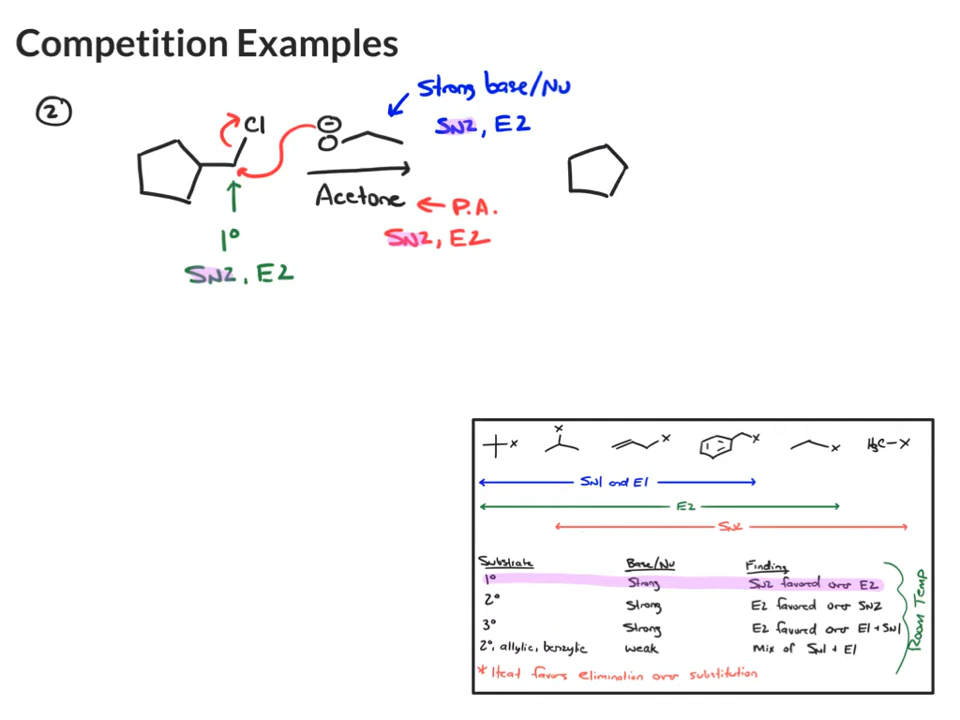 Competition Examples
2
Strong base/Nu
SN2, E2
Cl
⊖
O
Acetone ← P.A.
SN2, E2
1°
SN2, E2
x x x x x H₃C-X
SN1 and E1
E2
SN2
Substrate Base/Nu Finding
1° Strong SN2 favored over E2
2° Strong E2 favored over SN2
3° Strong E2 favored over E1 + SN1
2°, allylic, benzylic weak Mix of SN1 + E1
Room Temp
*Heat favors elimination over substitution